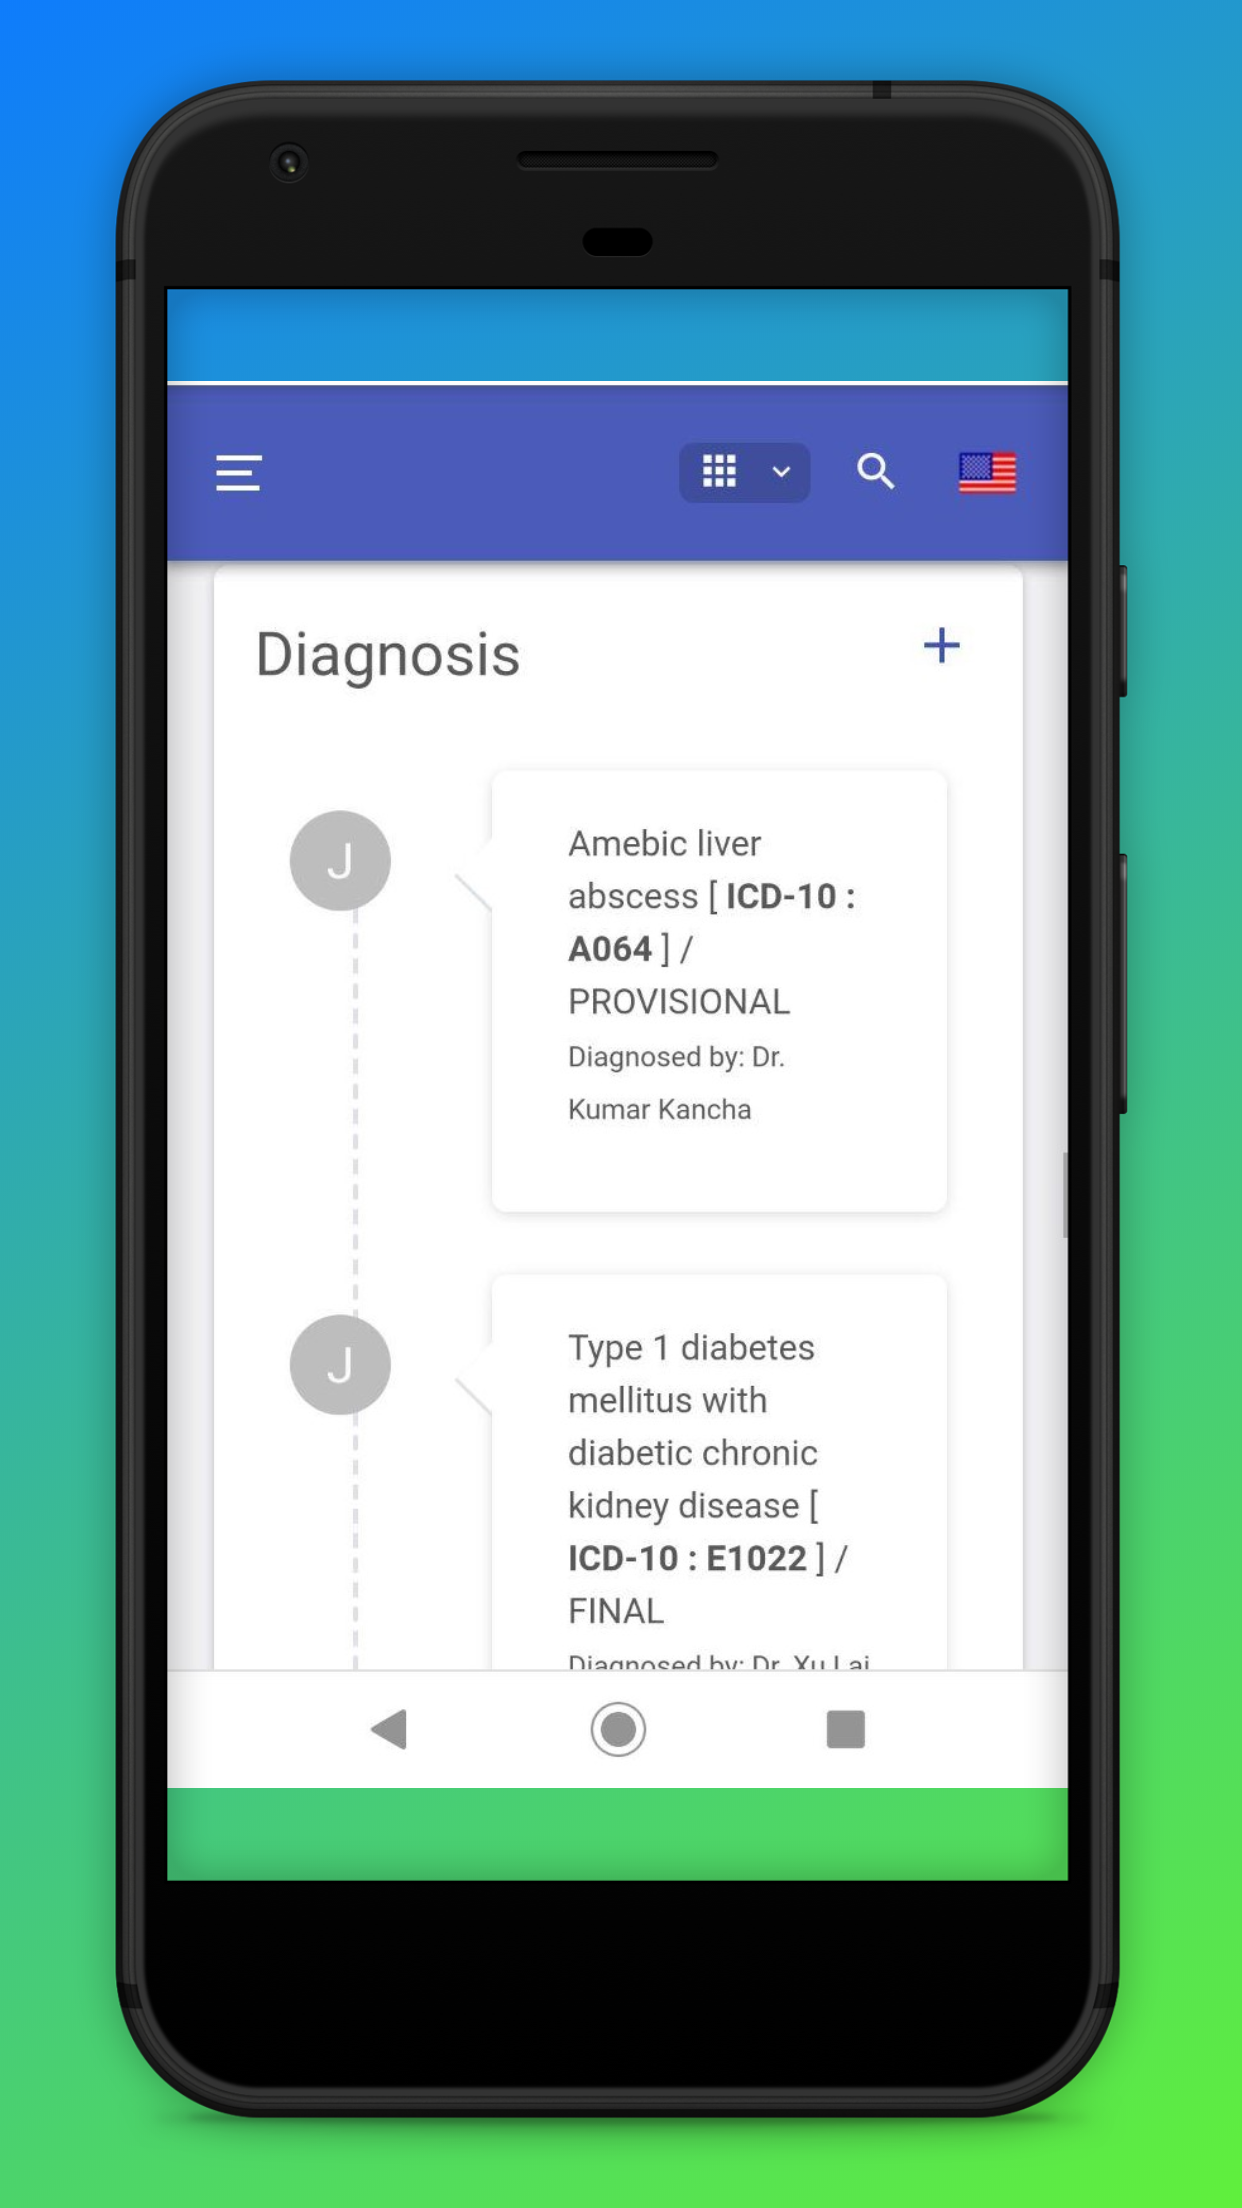 Diagnosis
J
Amebic liver
abscess [ ICD-10 :
A064 ] /
PROVISIONAL
Diagnosed by: Dr.
Kumar Kancha
J
Type 1 diabetes
mellitus with
diabetic chronic
kidney disease [
ICD-10 : E1022 ] /
FINAL
Diagnosed by: Dr. Xu Lai